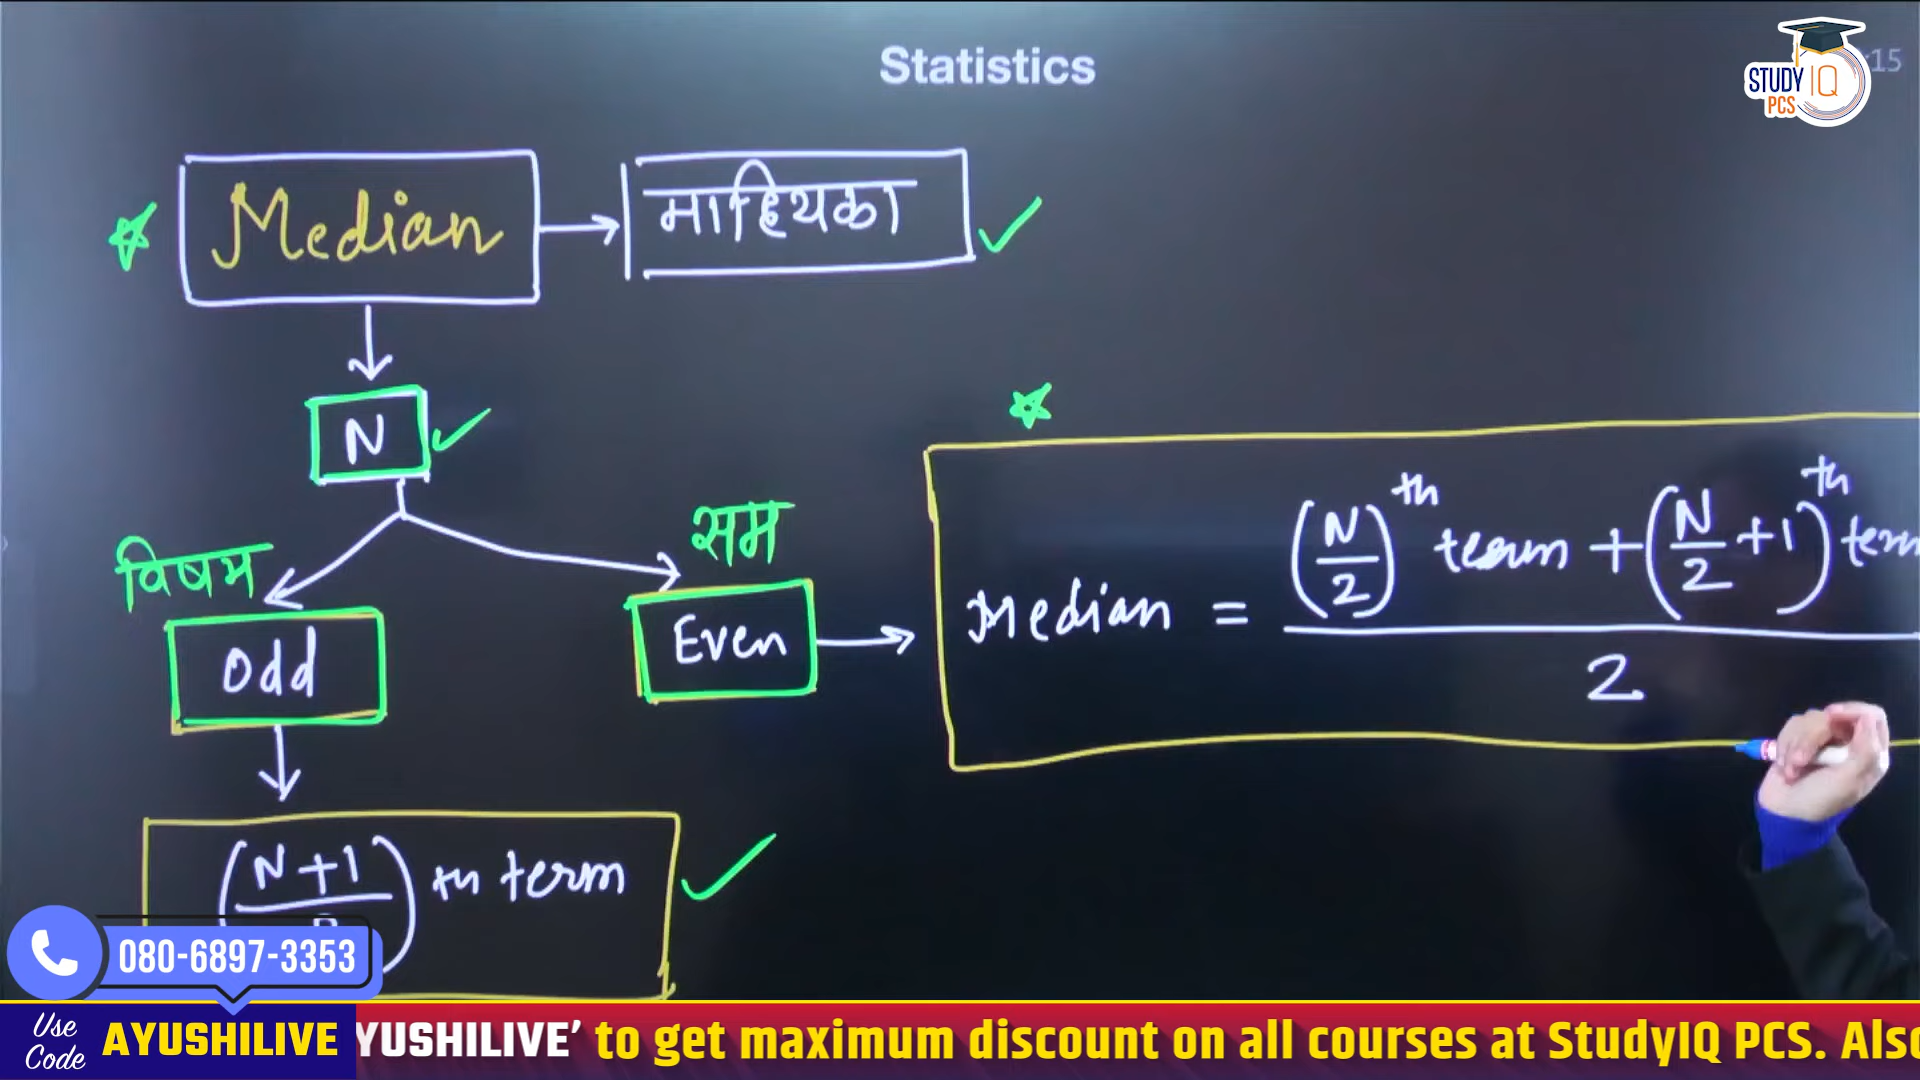 Statistics
:15
STUDY IQ
PCS
Median
माध्यिका
N
विषम
सम
Odd
Even
Median = (N/2)^th term + (N/2 + 1)^th term
2
(N+1) th term
080-6897-3353
Use Code AYUSHILIVE
YUSHILIVE’ to get maximum discount on all courses at StudyIQ PCS. Also